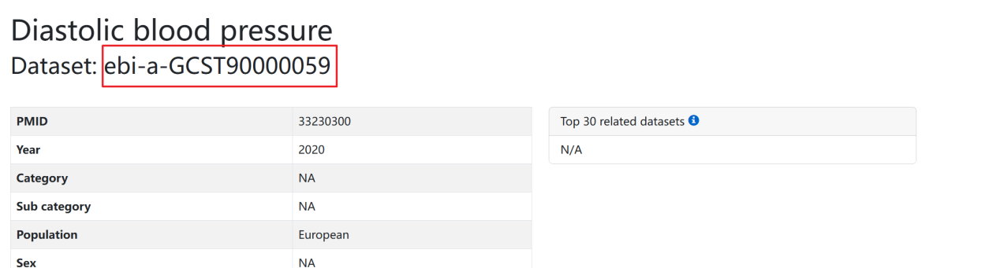 Diastolic blood pressure
Dataset: ebi-a-GCST90000059
PMID 33230300
Year 2020
Category NA
Sub category NA
Population European
Sex NA
Top 30 related datasets
N/A